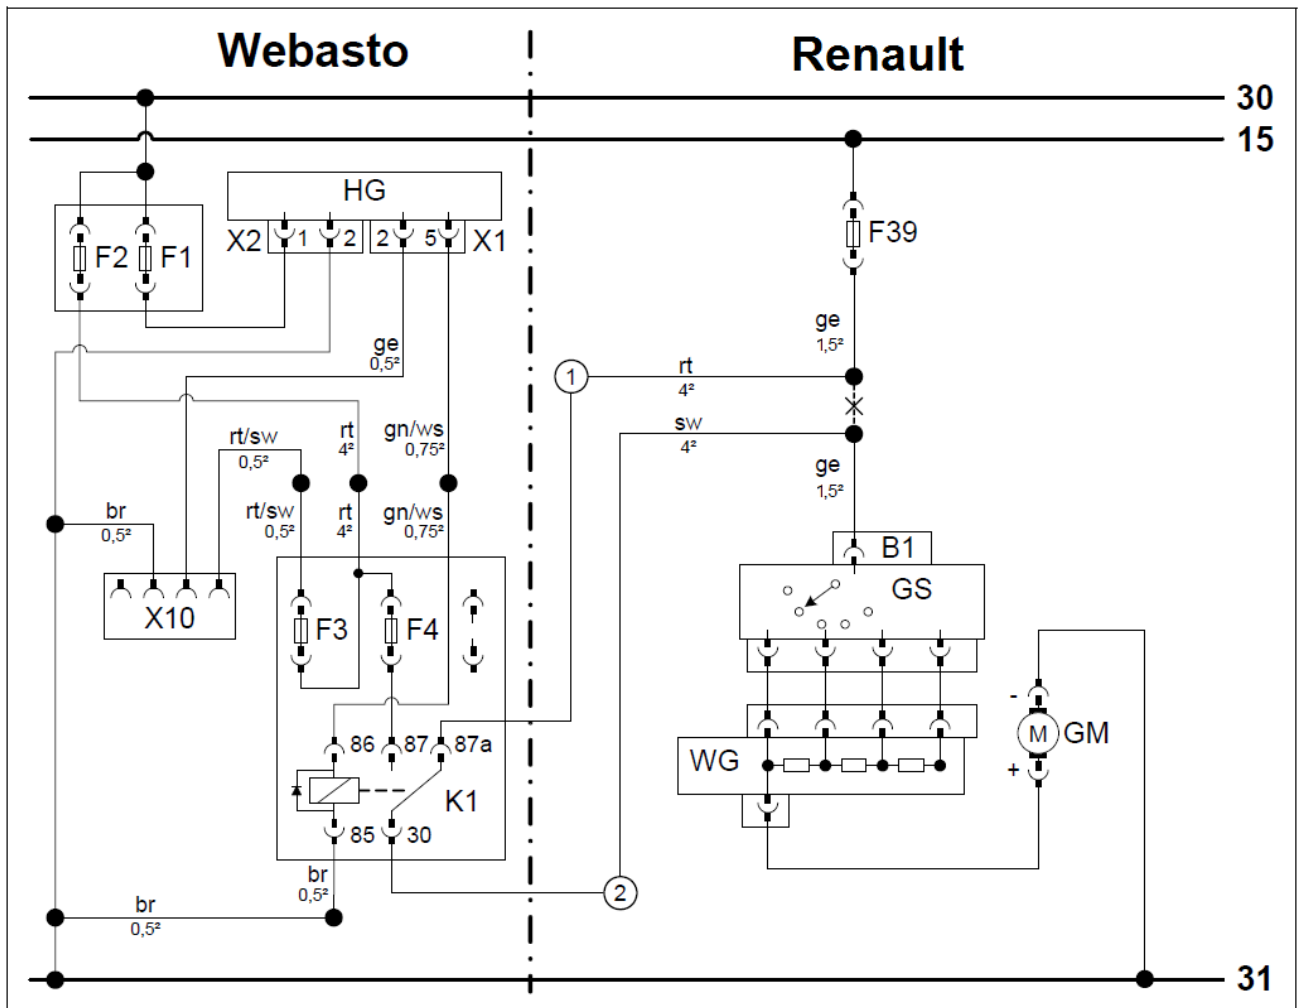 Webasto
Renault
30
15
HG
X2 1 2 2 5 X1
F2 F1
F39
ge
0,5²
ge
1,5²
1
rt
4²
sw
4²
rt/sw
0,5²
rt
4²
gn/ws
0,75²
ge
1,5²
br
0,5²
rt/sw
0,5²
rt
4²
gn/ws
0,75²
B1
GS
X10
F3
F4
-
M
GM
+
WG
86 87 87a
K1
85 30
br
0,5²
2
br
0,5²
31